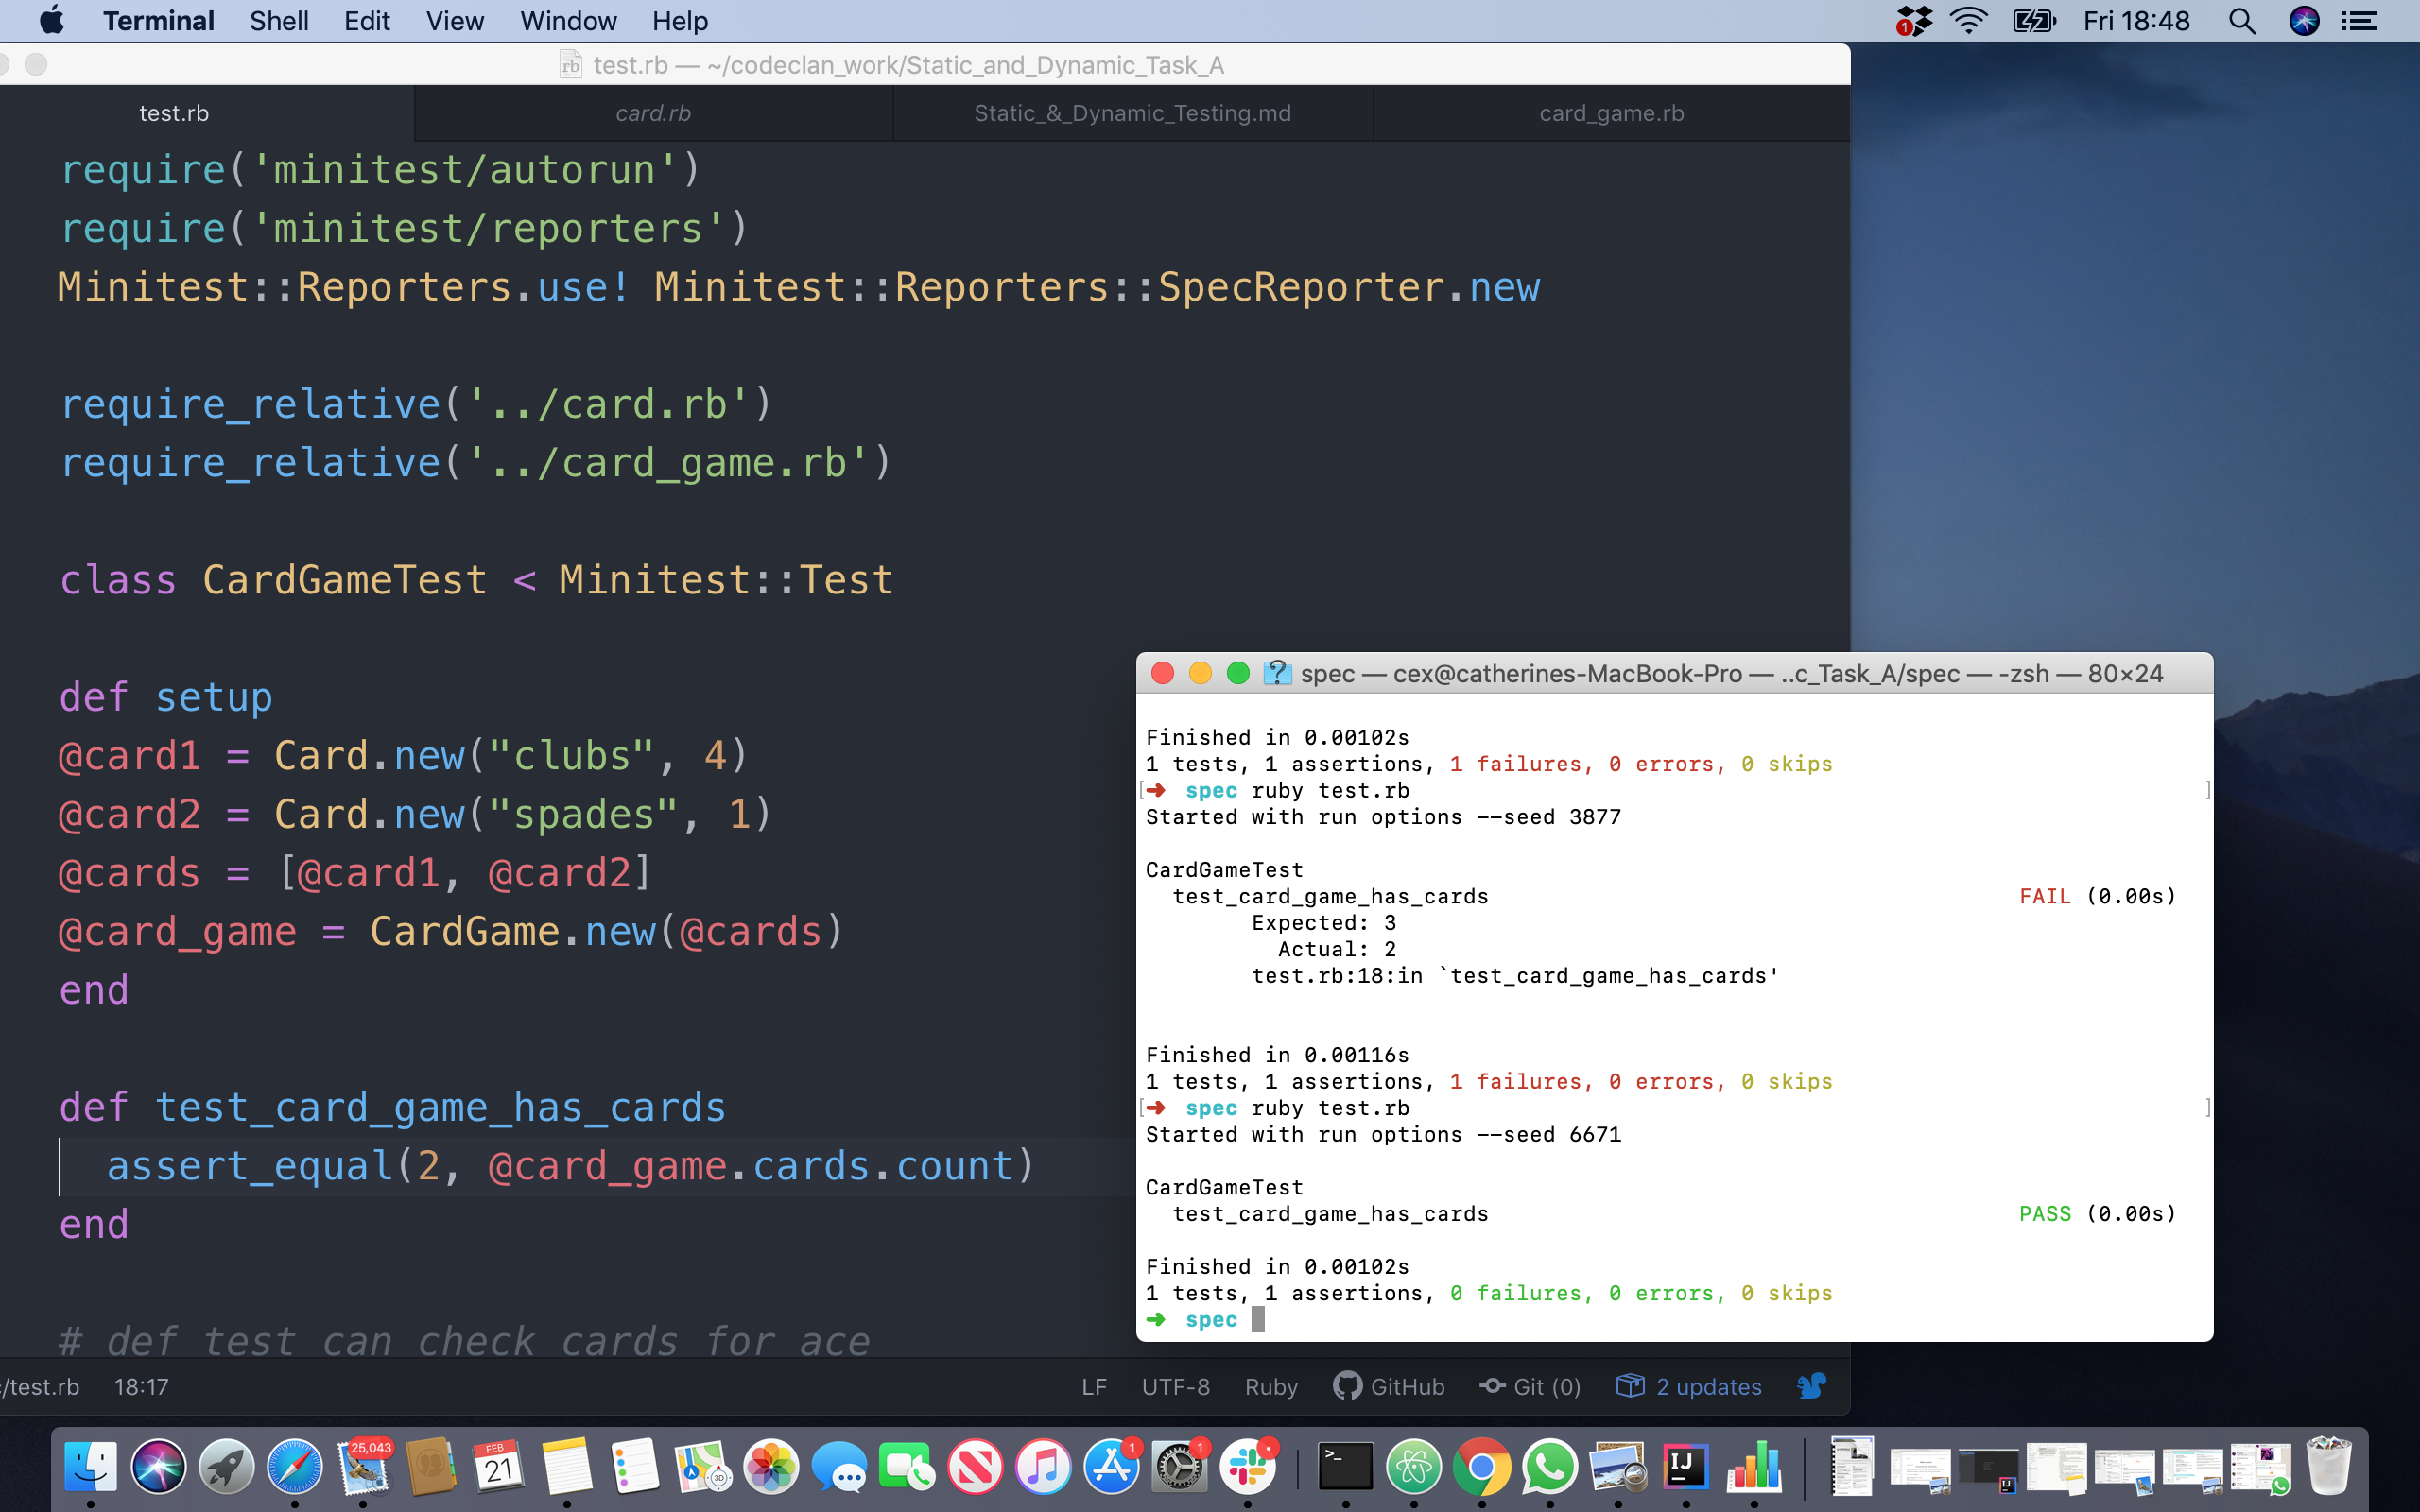 Terminal Shell Edit View Window Help
1 Fri 18:48
rb test.rb — ~/codeclan_work/Static_and_Dynamic_Task_A
test.rb card.rb Static_&_Dynamic_Testing.md card_game.rb
require('minitest/autorun')
require('minitest/reporters')
Minitest::Reporters.use! Minitest::Reporters::SpecReporter.new
require_relative('../card.rb')
require_relative('../card_game.rb')
class CardGameTest < Minitest::Test
def setup
@card1 = Card.new("clubs", 4)
@card2 = Card.new("spades", 1)
@cards = [@card1, @card2]
@card_game = CardGame.new(@cards)
end
def test_card_game_has_cards
assert_equal(2, @card_game.cards.count)
end
# def test can check cards for ace
/test.rb 18:17 LF UTF-8 Ruby GitHub Git (0) 2 updates
spec — cex@catherines-MacBook-Pro — ..c_Task_A/spec — -zsh — 80×24
Finished in 0.00102s
1 tests, 1 assertions, 1 failures, 0 errors, 0 skips
[➜ spec ruby test.rb ]
Started with run options --seed 3877
CardGameTest
test_card_game_has_cards FAIL (0.00s)
Expected: 3
Actual: 2
test.rb:18:in `test_card_game_has_cards'
Finished in 0.00116s
1 tests, 1 assertions, 1 failures, 0 errors, 0 skips
[➜ spec ruby test.rb ]
Started with run options --seed 6671
CardGameTest
test_card_game_has_cards PASS (0.00s)
Finished in 0.00102s
1 tests, 1 assertions, 0 failures, 0 errors, 0 skips
➜ spec
25,043 FEB 21 3D 1 1 >_ IJ